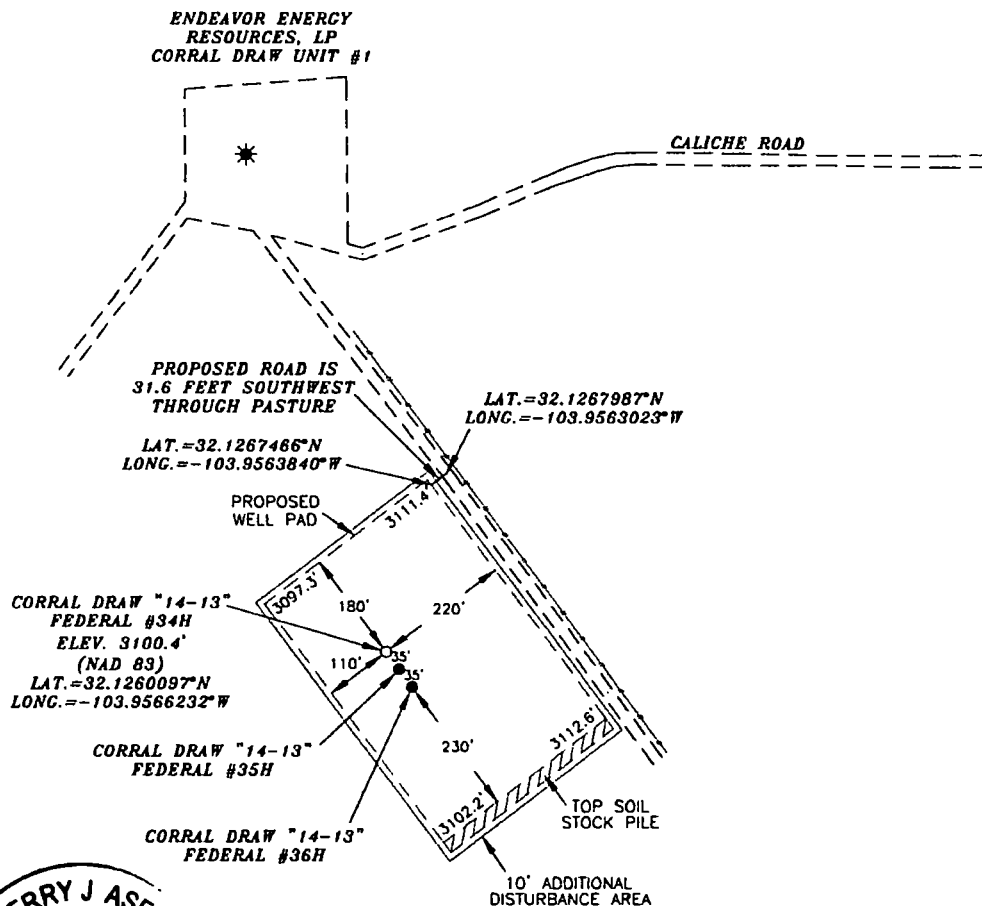 ENDEAVOR ENERGY
RESOURCES, LP
CORRAL DRAW UNIT #1
CALICHE ROAD
PROPOSED ROAD IS
31.6 FEET SOUTHWEST
THROUGH PASTURE
LAT.=32.1267987°N
LONG.=-103.9563023°W
LAT.=32.1267466°N
LONG.=-103.9563840°W
PROPOSED
WELL PAD
3111.4'
3097.3'
180'
220'
CORRAL DRAW "14-13"
FEDERAL #34H
ELEV. 3100.4'
(NAD 83)
LAT.=32.1260097°N
LONG.=-103.9566232°W
110'
35'
35'
CORRAL DRAW "14-13"
FEDERAL #35H
230'
3112.6'
3102.2'
TOP SOIL
STOCK PILE
CORRAL DRAW "14-13"
FEDERAL #36H
10' ADDITIONAL
DISTURBANCE AREA
J